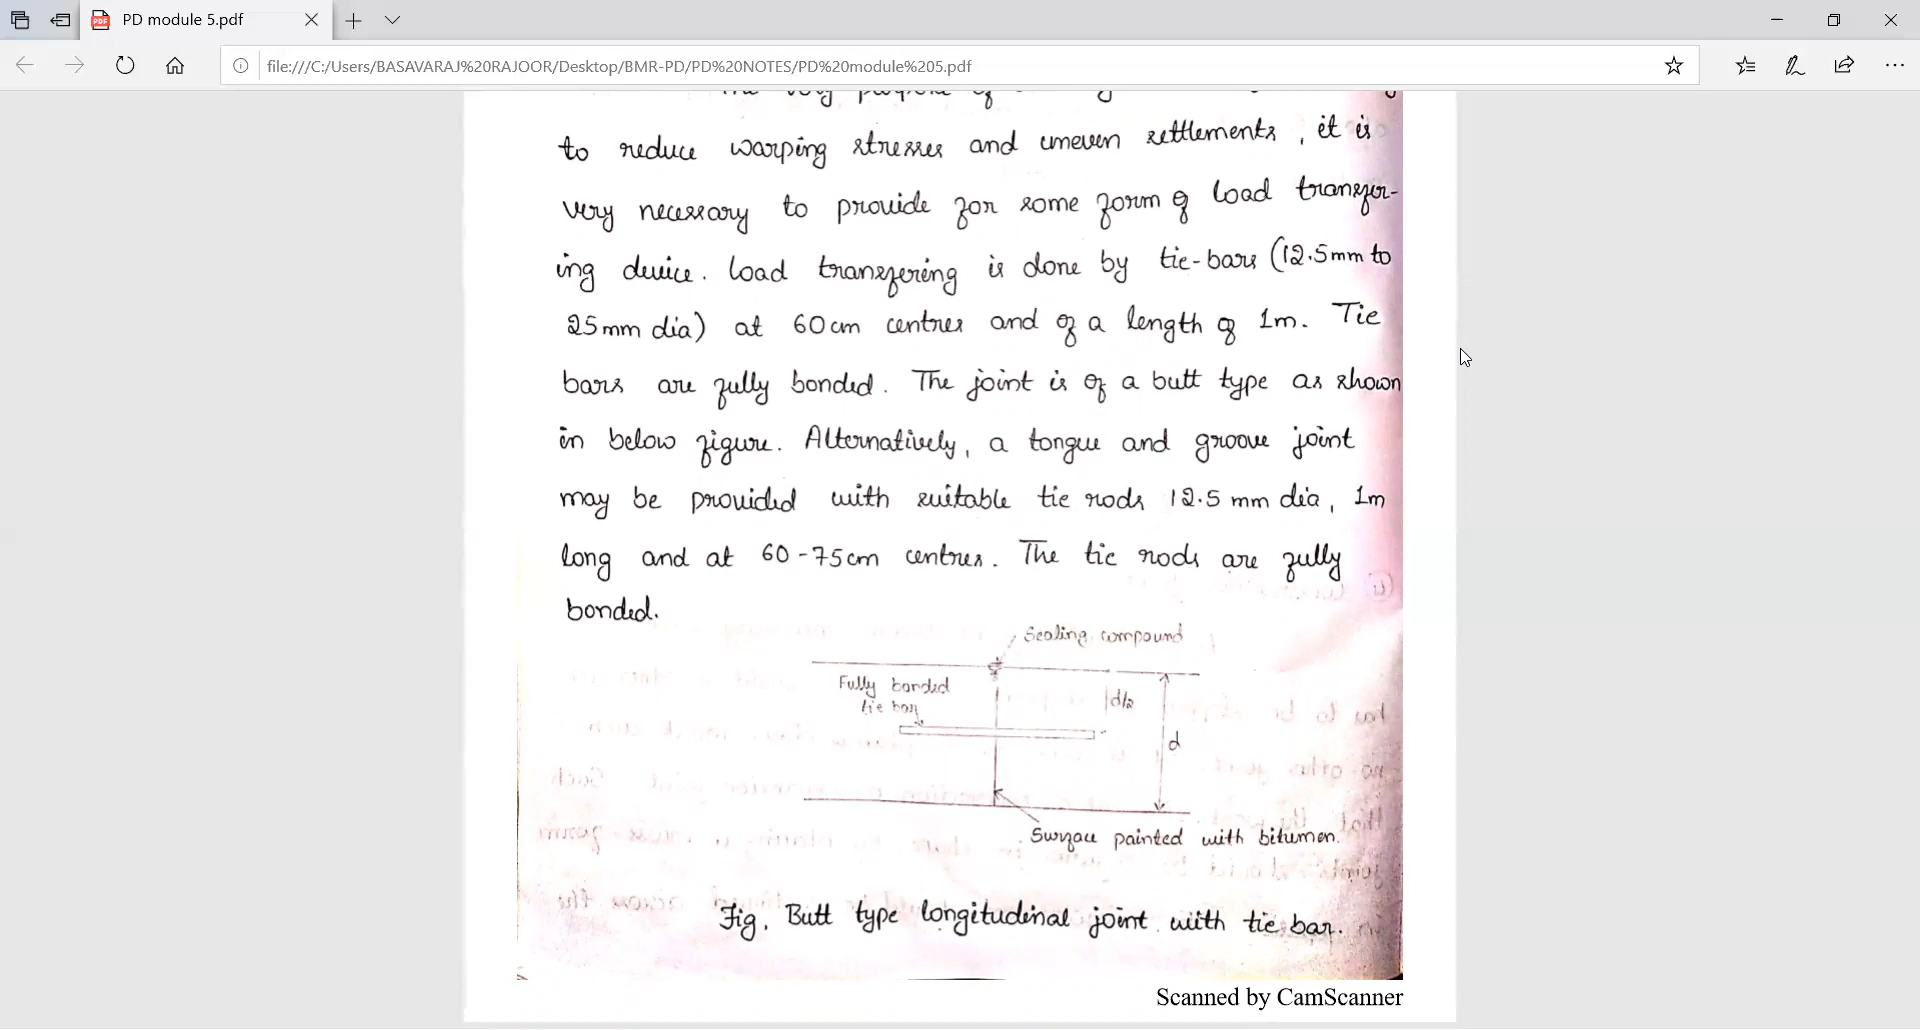 PD module 5.pdf
file:///C:/Users/BASAVARAJ%20RAJOOR/Desktop/BMR-PD/PD%20NOTES/PD%20module%205.pdf
The very purpose of
to reduce warping stresses and uneven settlements, it is
very necessary to provide for some form of load transfer-
ing device. Load transfering is done by tie-bars (12.5mm to
25mm dia) at 60cm centres and of a length of 1m. Tie
bars are fully bonded. The joint is of a butt type as shown
in below figure. Alternatively, a tongue and groove joint
may be provided with suitable tie rods 12.5 mm dia, 1m
long and at 60-75cm centres. The tie rods are fully
bonded.
Sealing compound
Fully bonded
tie bar
d/2
d
Surface painted with bitumen.
Fig. Butt type longitudinal joint with tie bar.
Scanned by CamScanner